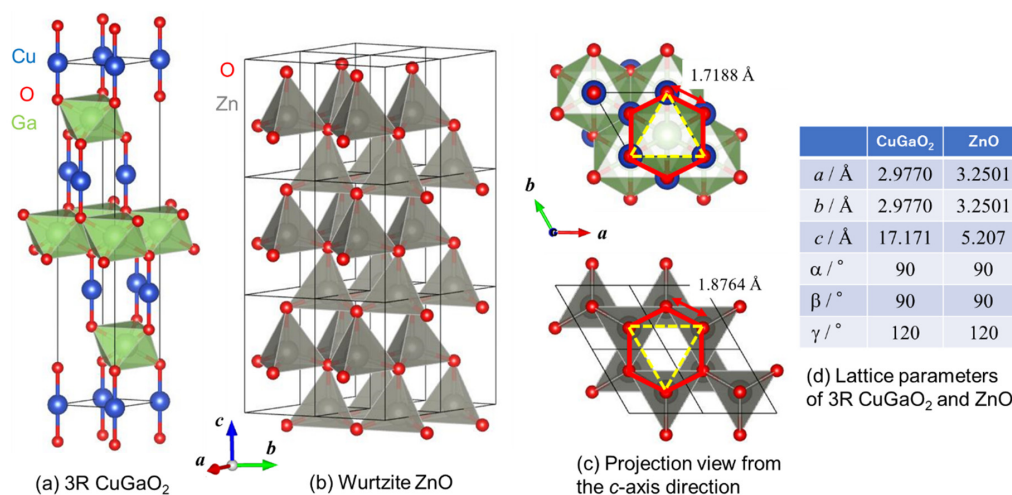 Cu
O
Ga
(a) 3R CuGaO₂
O
Zn
c
a
b
(b) Wurtzite ZnO
1.7188 Å
b
a
1.8764 Å
(c) Projection view from
the c-axis direction
CuGaO₂ ZnO
a / Å 2.9770 3.2501
b / Å 2.9770 3.2501
c / Å 17.171 5.207
α / ° 90 90
β / ° 90 90
γ / ° 120 120
(d) Lattice parameters
of 3R CuGaO₂ and ZnO